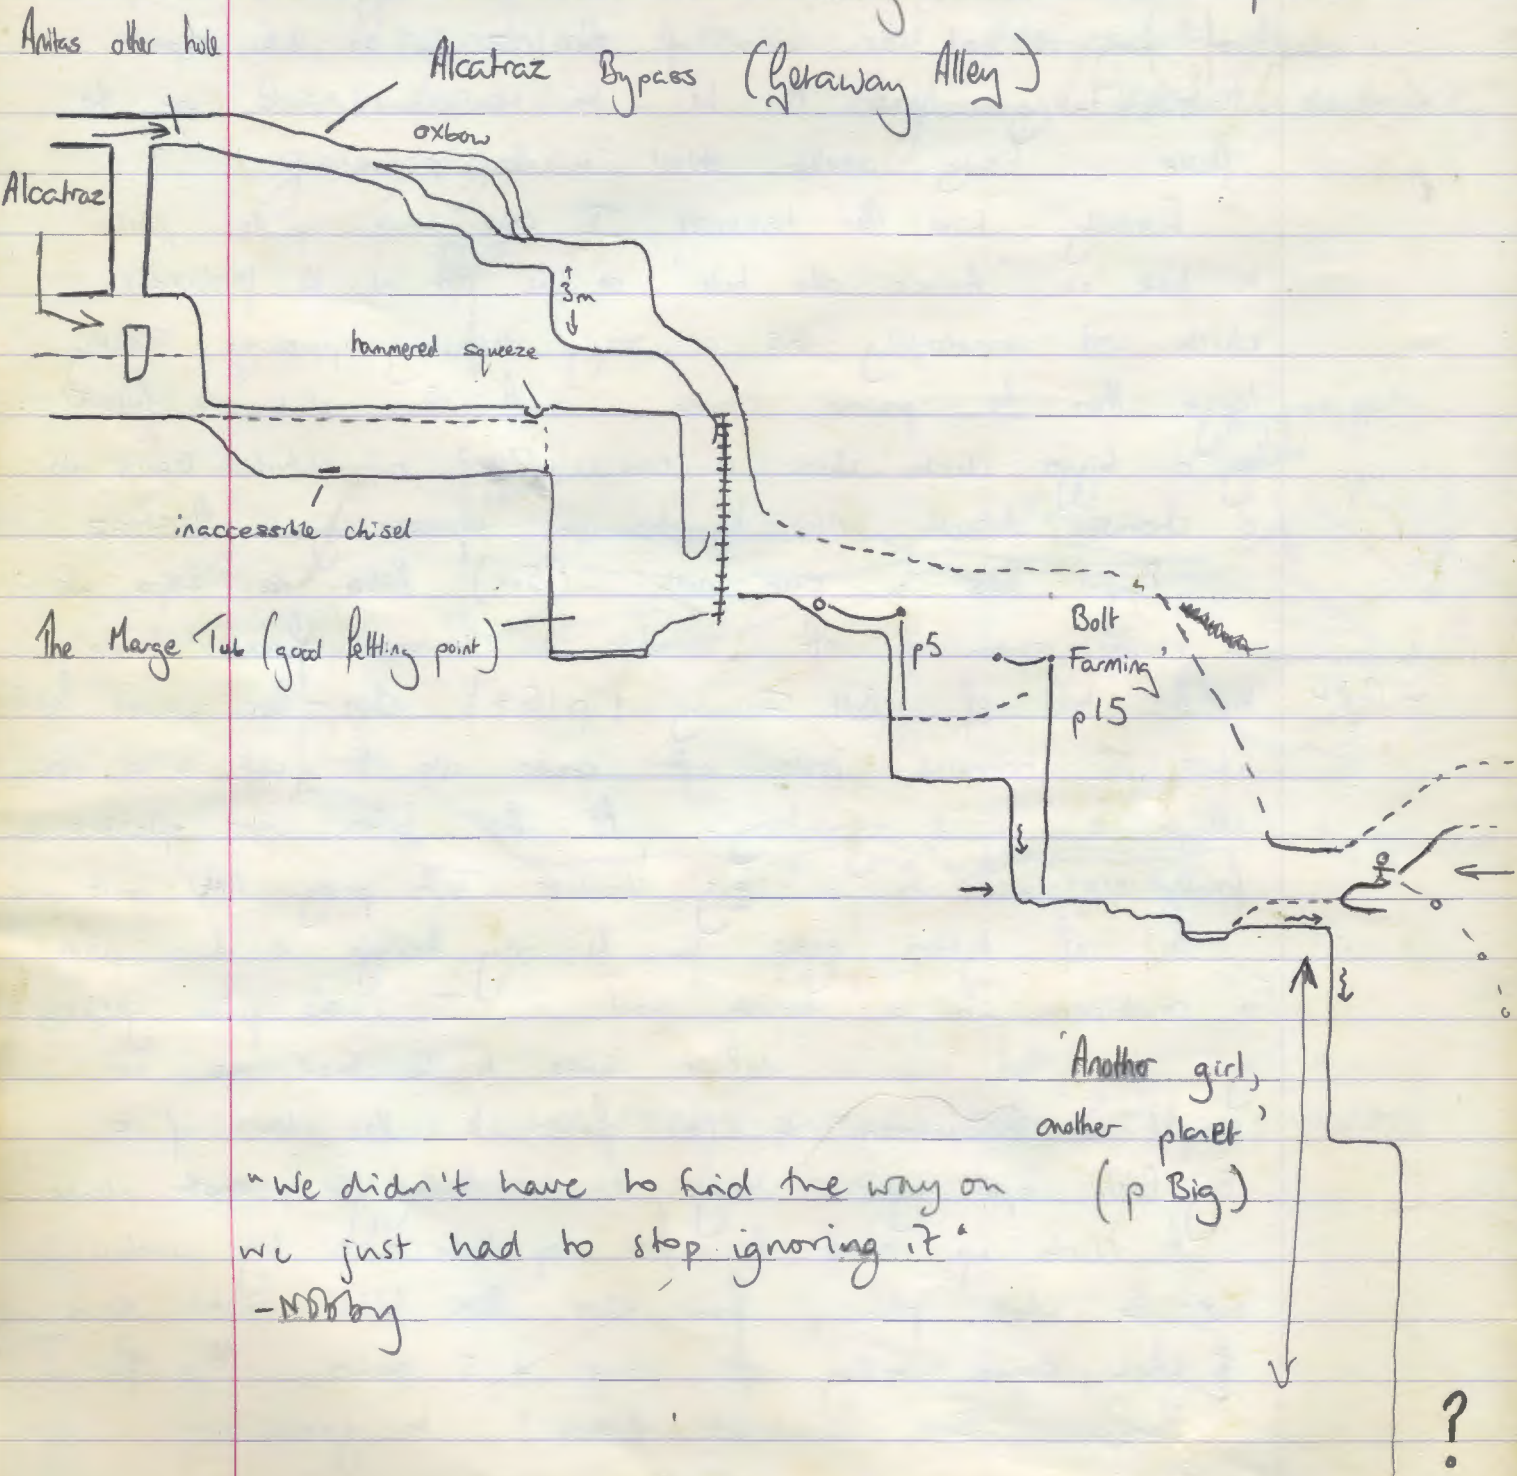 Anitas other hole
Alcatraz Bypass (Getaway Alley)
oxbow
Alcatraz
3m
hammered squeeze
inaccessible chisel
The Marge Tub (good fettling point)
p5
Bolt
Farming'
p15
'Another girl,
another planet'
(p Big)
"We didn't have to find the way on
we just had to stop ignoring it"
-Nobby
?